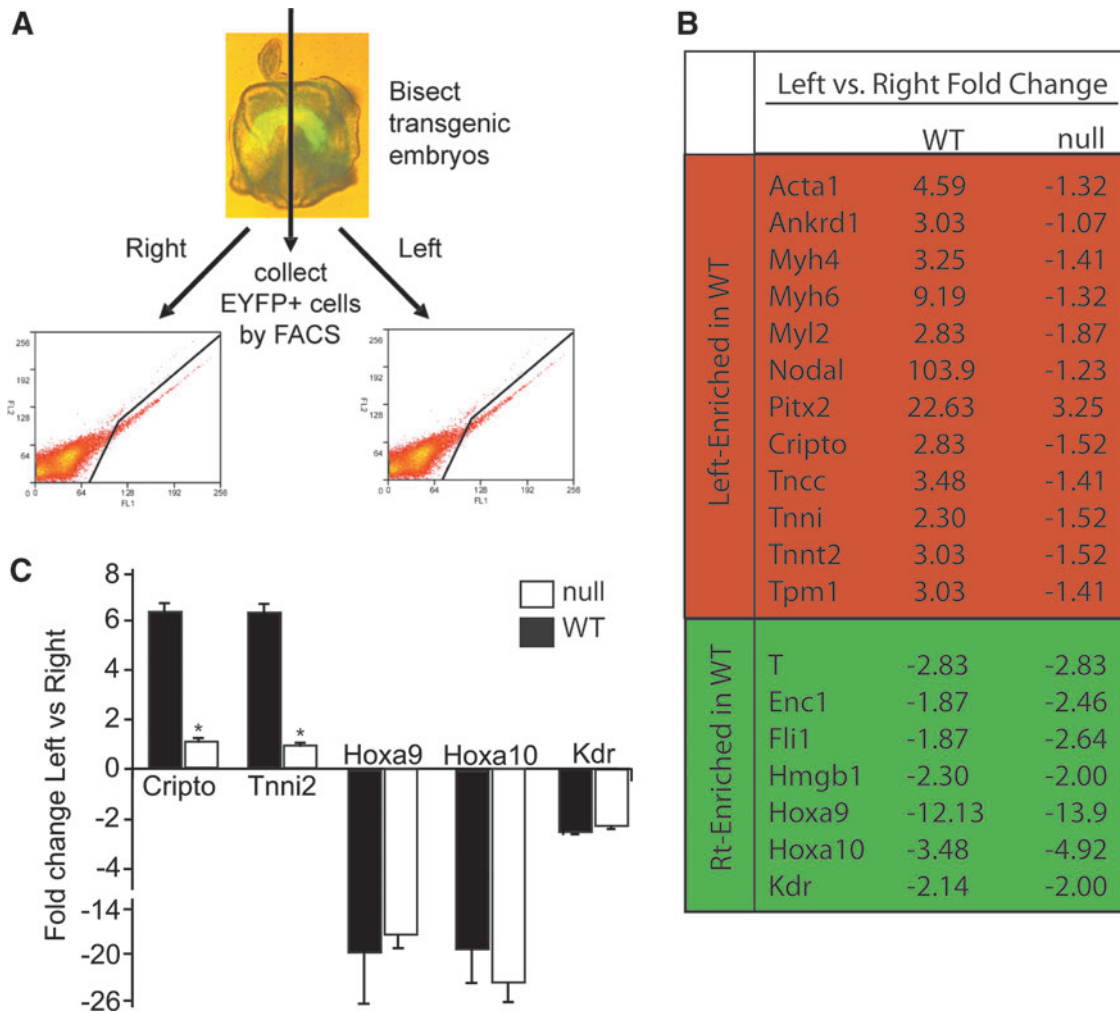 A
Bisect
transgenic
embryos
Right
Left
collect
EYFP+ cells
by FACS
256
192
128
64
0
FL2
0 64 128 192 256
FL1
256
192
128
64
0
FL2
0 64 128 192 256
FL1
B
Left vs. Right Fold Change
WT null
Left-Enriched in WT
Acta1 4.59 -1.32
Ankrd1 3.03 -1.07
Myh4 3.25 -1.41
Myh6 9.19 -1.32
Myl2 2.83 -1.87
Nodal 103.9 -1.23
Pitx2 22.63 3.25
Cripto 2.83 -1.52
Tncc 3.48 -1.41
Tnni 2.30 -1.52
Tnnt2 3.03 -1.52
Tpm1 3.03 -1.41
Rt-Enriched in WT
T -2.83 -2.83
Enc1 -1.87 -2.46
Fli1 -1.87 -2.64
Hmgb1 -2.30 -2.00
Hoxa9 -12.13 -13.9
Hoxa10 -3.48 -4.92
Kdr -2.14 -2.00
C
Fold change Left vs Right
8
6
4
2
0
-2
-4
-14
-20
-26
null
WT
* *
Cripto Tnni2
Hoxa9 Hoxa10 Kdr